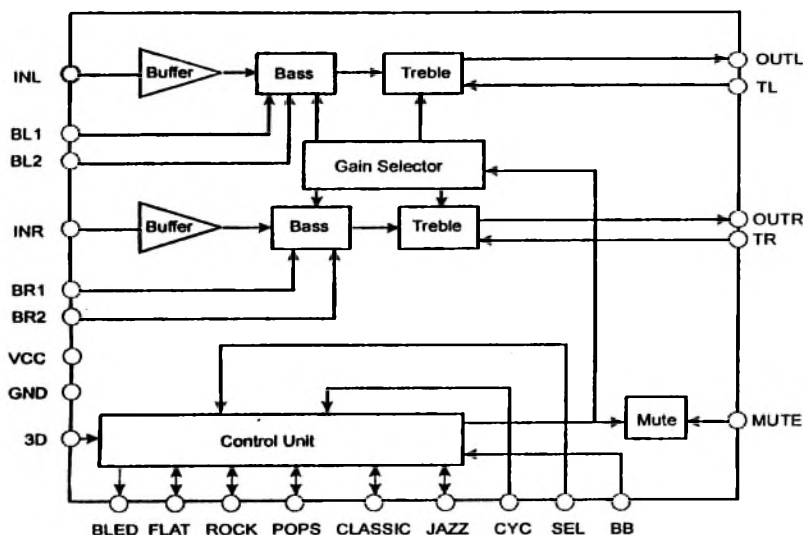 INL
Buffer
Bass
Treble
OUTL
TL
BL1
BL2
Gain Selector
INR
Buffer
Bass
Treble
OUTR
TR
BR1
BR2
VCC
GND
3D
Control Unit
Mute
MUTE
BLED FLAT ROCK POPS CLASSIC JAZZ CYC SEL BB